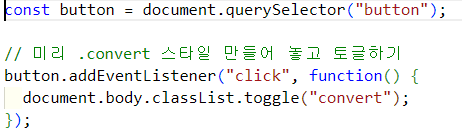 const button = document.querySelector("button");
// 미리 .convert 스타일 만들어 놓고 토글하기
button.addEventListener("click", function() {
  document.body.classList.toggle("convert");
});